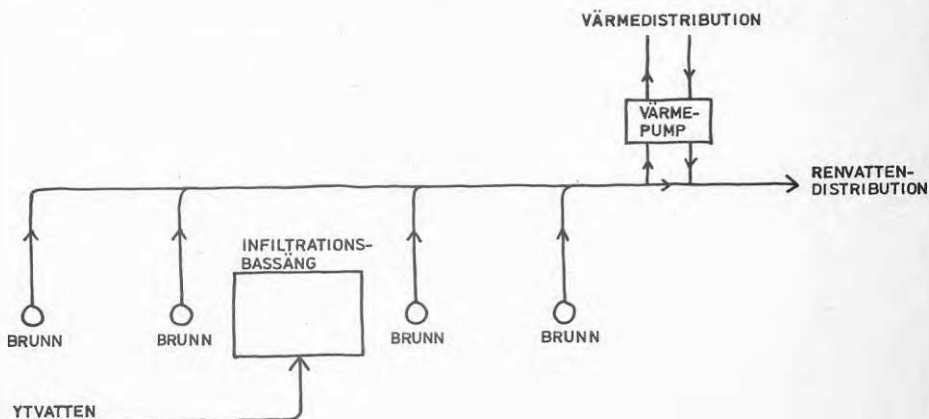 VÄRMEDISTRIBUTION
VÄRME-
PUMP
RENVATTEN-
DISTRIBUTION
INFILTRATIONS-
BASSÄNG
BRUNN
BRUNN
BRUNN
BRUNN
YTVATTEN